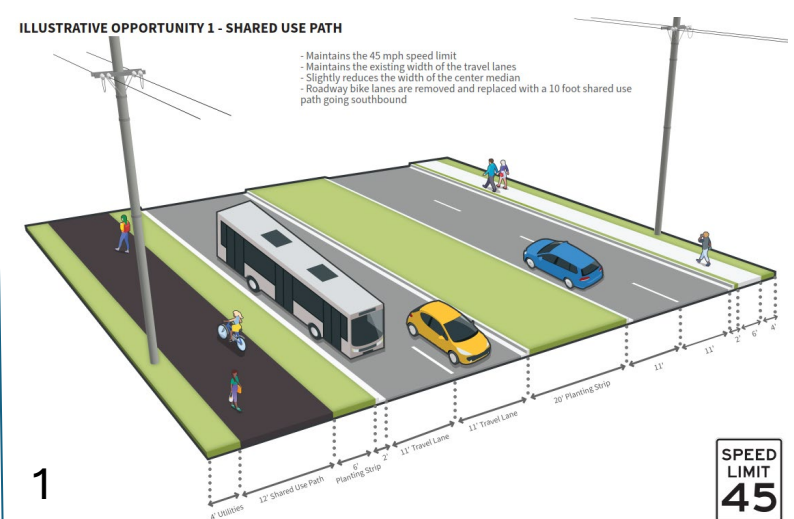 ILLUSTRATIVE OPPORTUNITY 1 - SHARED USE PATH
- Maintains the 45 mph speed limit
- Maintains the existing width of the travel lanes
- Slightly reduces the width of the center median
- Roadway bike lanes are removed and replaced with a 10 foot shared use
path going southbound
4' Utilities
12' Shared Use Path
6'
Planting Strip
2'
11' Travel Lane
11' Travel Lane
20' Planting Strip
11'
11'
2'
6'
4'
1
SPEED
LIMIT
45